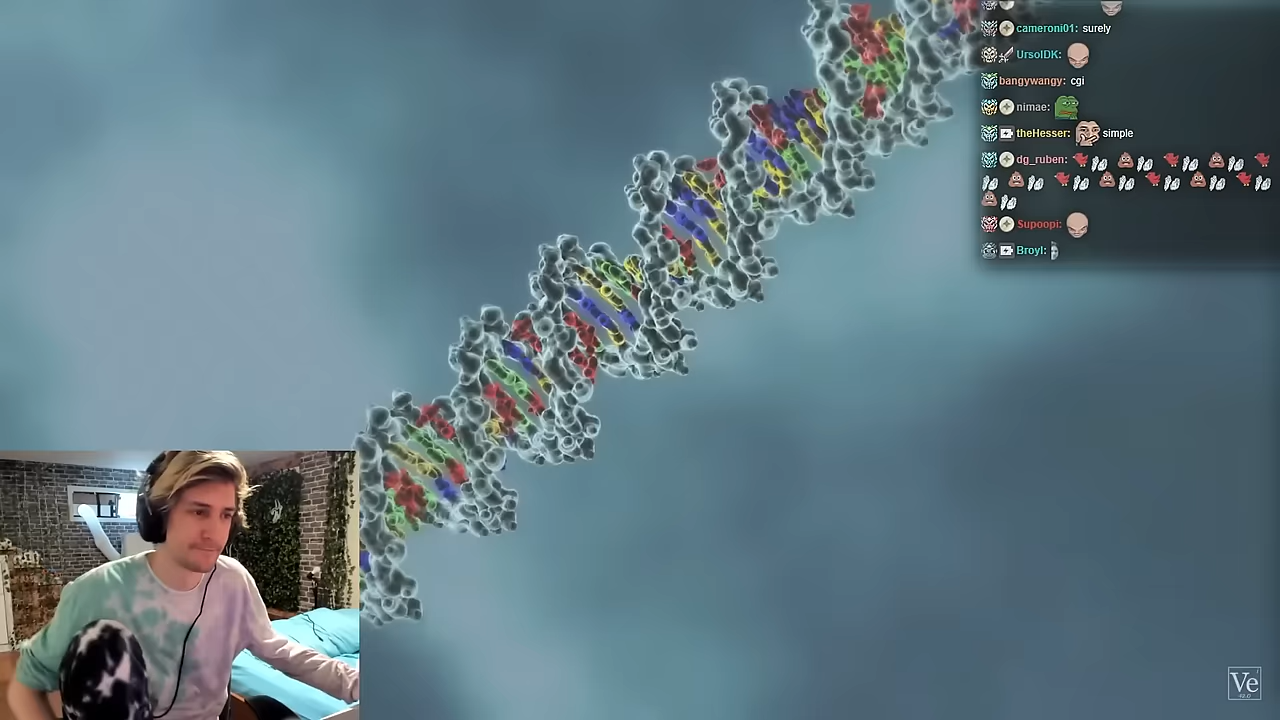 cameroni01: surely
UrsolDK:
bangywangy: cgi
nimae:
theHesser: simple
dg_ruben:
Supoopi:
Broyl:
Ve